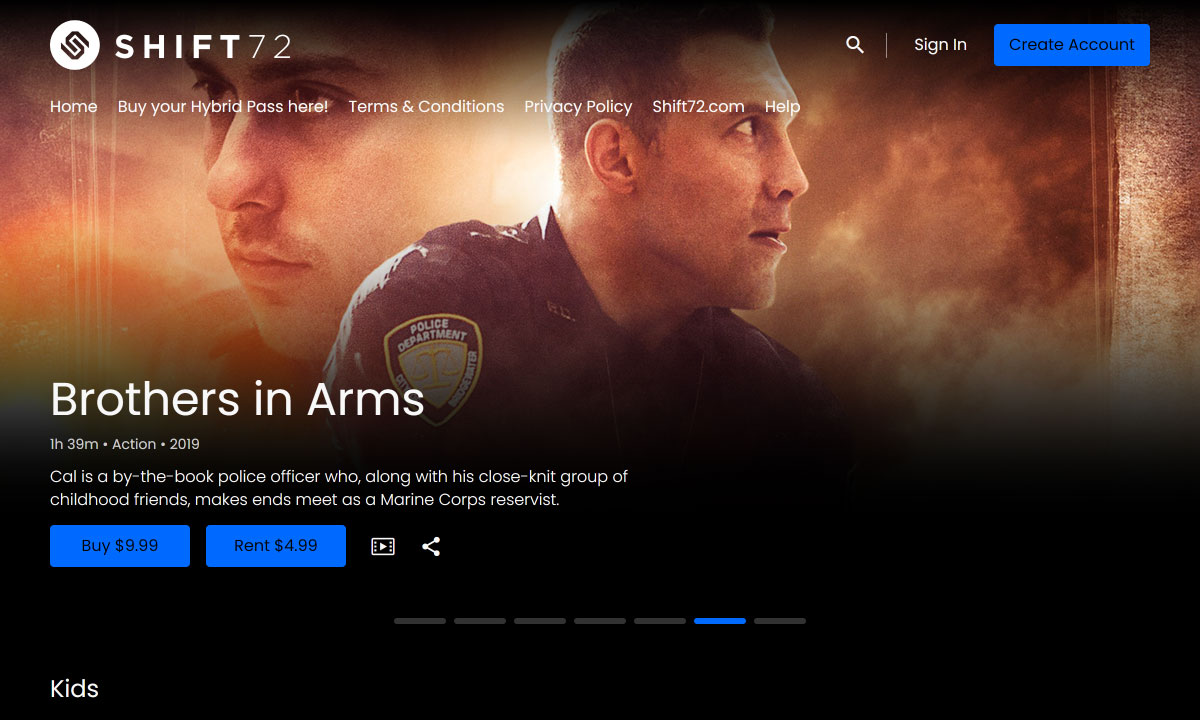 SHIFT72
Sign In
Create Account
Home
Buy your Hybrid Pass here!
Terms & Conditions
Privacy Policy
Shift72.com
Help
POLICE
DEPARTMENT
Brothers in Arms
1h 39m • Action • 2019
Cal is a by-the-book police officer who, along with his close-knit group of
childhood friends, makes ends meet as a Marine Corps reservist.
Buy $9.99
Rent $4.99
Kids